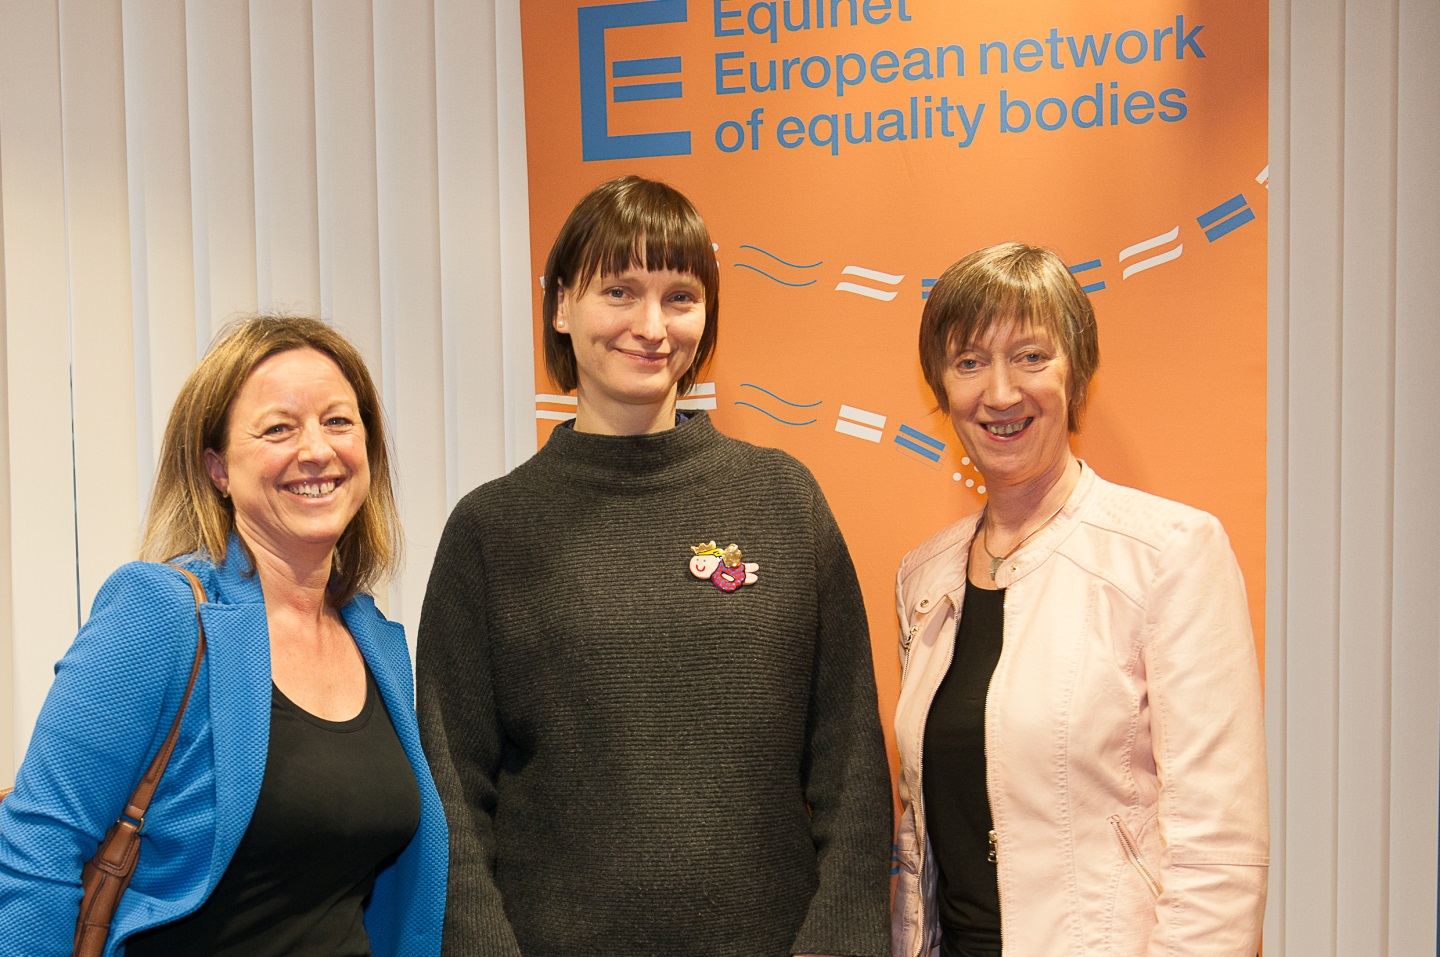 Equinet
European network
of equality bodies